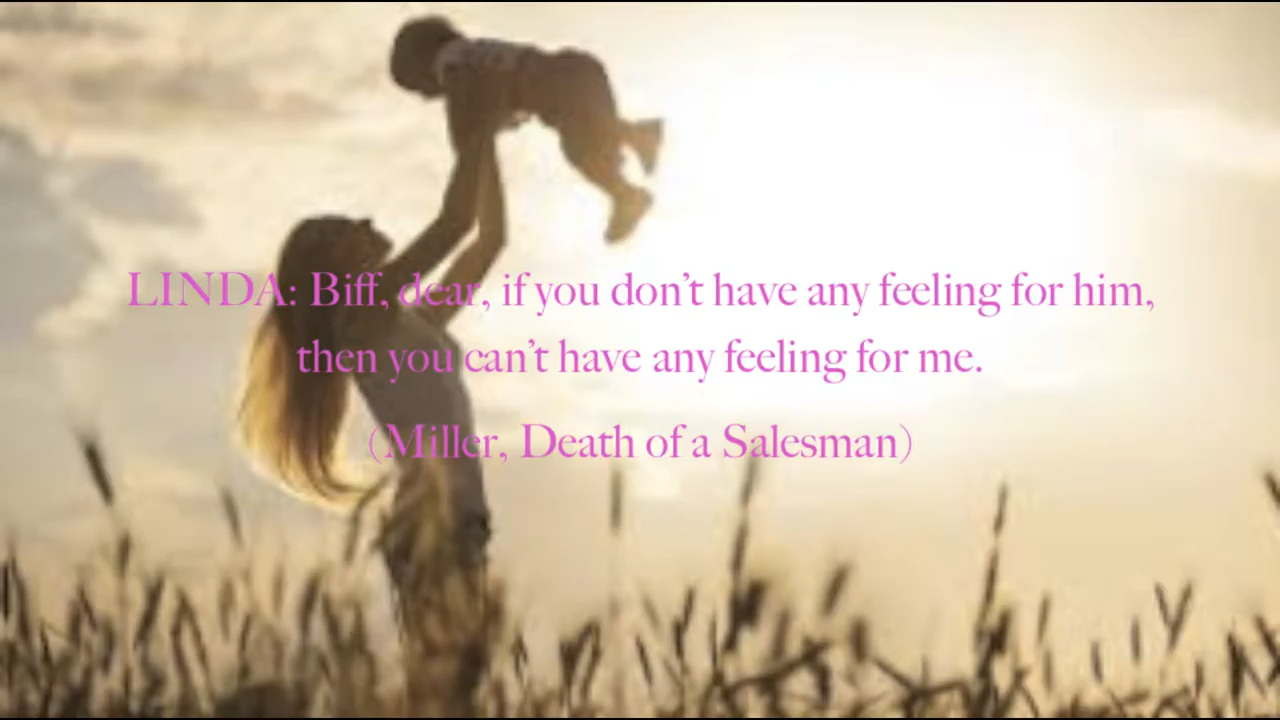 LINDA: Biff, dear, if you don't have any feeling for him,
then you can't have any feeling for me.
(Miller, Death of a Salesman)